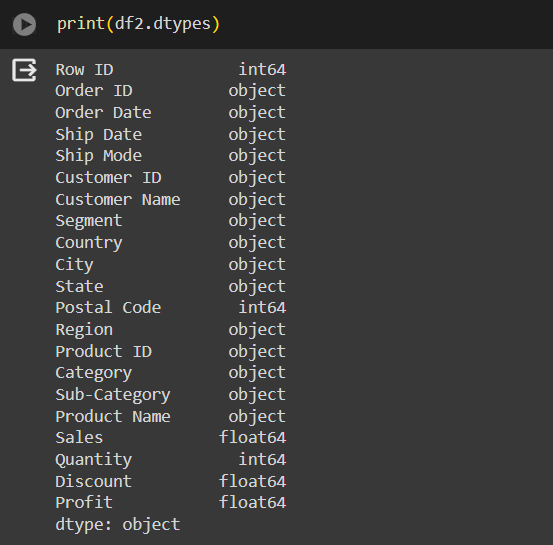 print(df2.dtypes)
Row ID int64
Order ID object
Order Date object
Ship Date object
Ship Mode object
Customer ID object
Customer Name object
Segment object
Country object
City object
State object
Postal Code int64
Region object
Product ID object
Category object
Sub-Category object
Product Name object
Sales float64
Quantity int64
Discount float64
Profit float64
dtype: object